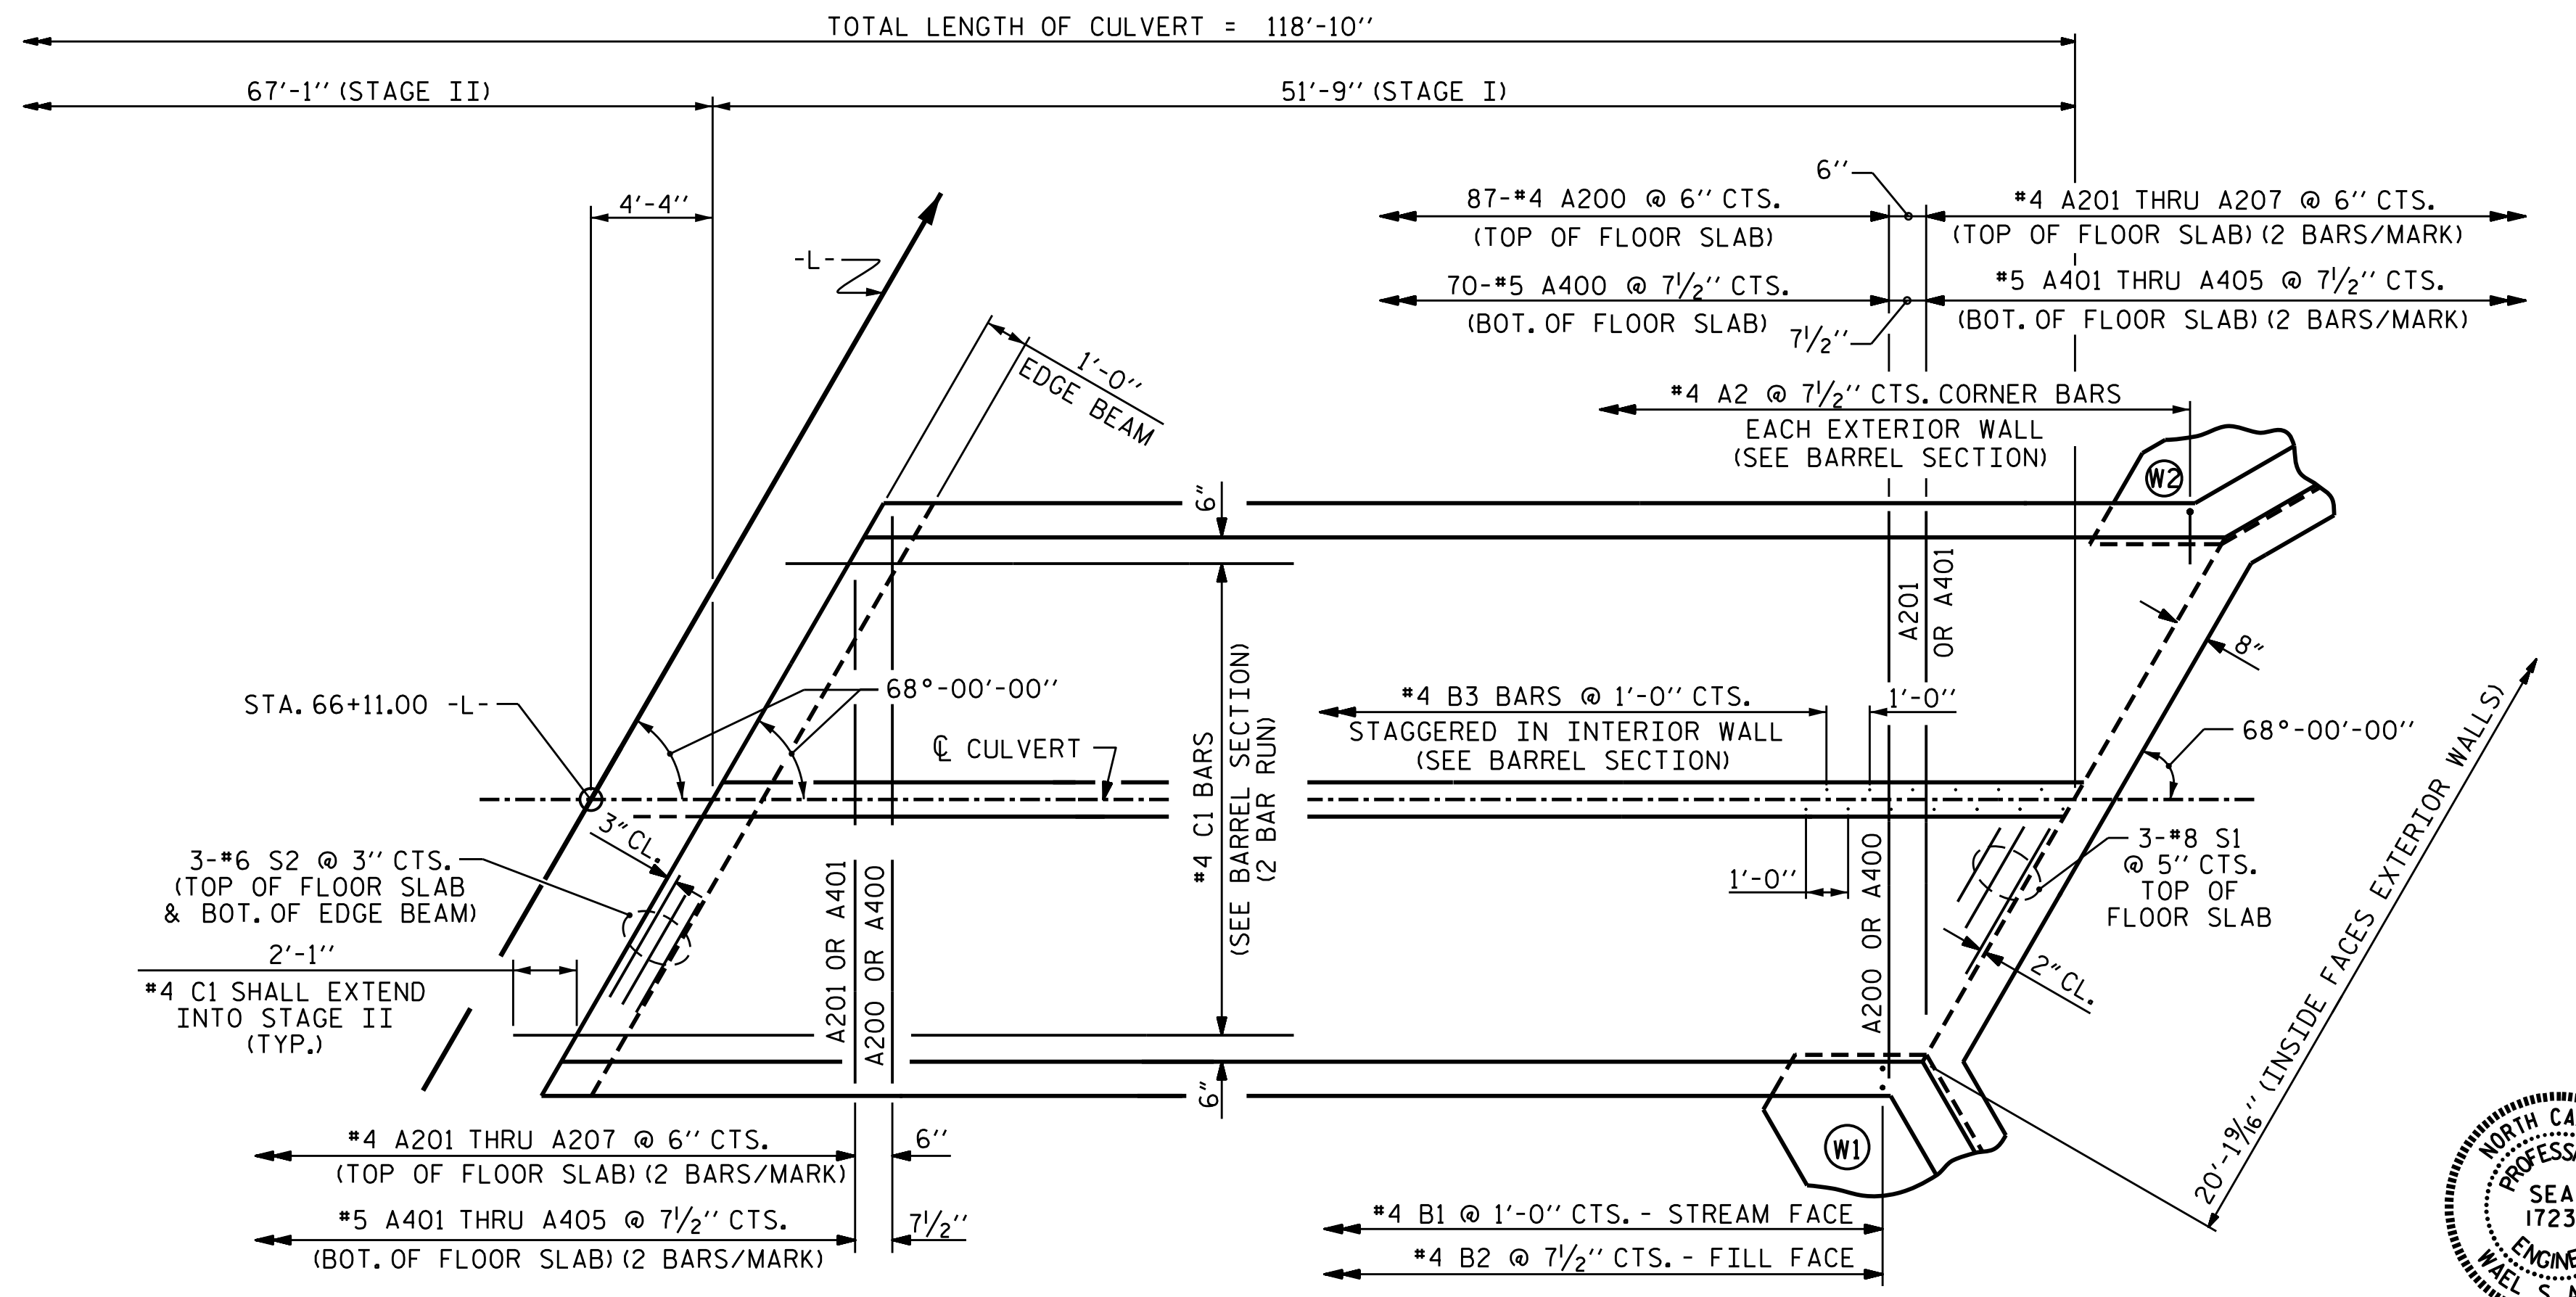 TOTAL LENGTH OF CULVERT = 118'-10"
67'-1" (STAGE II)
51'-9" (STAGE I)
4'-4"
-L-
6"
87-#4 A200 @ 6" CTS.
(TOP OF FLOOR SLAB)
#4 A201 THRU A207 @ 6" CTS.
(TOP OF FLOOR SLAB) (2 BARS/MARK)
70-#5 A400 @ 7½" CTS.
(BOT. OF FLOOR SLAB)
7½"
#5 A401 THRU A405 @ 7½" CTS.
(BOT. OF FLOOR SLAB) (2 BARS/MARK)
1'-0"
EDGE BEAM
#4 A2 @ 7½" CTS. CORNER BARS
EACH EXTERIOR WALL
(SEE BARREL SECTION)
W2
6"
A201
OR A401
8"
68°-00'-00"
STA. 66+11.00 -L-
℄ CULVERT
#4 C1 BARS
(SEE BARREL SECTION)
(2 BAR RUN)
#4 B3 BARS @ 1'-0" CTS.
STAGGERED IN INTERIOR WALL
(SEE BARREL SECTION)
1'-0"
68°-00'-00"
3" CL.
3-#6 S2 @ 3" CTS.
(TOP OF FLOOR SLAB
& BOT. OF EDGE BEAM)
1'-0"
3-#8 S1
@ 5" CTS.
TOP OF
FLOOR SLAB
2'-1"
#4 C1 SHALL EXTEND
INTO STAGE II
(TYP.)
A201 OR A401
A200 OR A400
A200 OR A400
2" CL.
20'-1 9/16" (INSIDE FACES EXTERIOR WALLS)
6"
W1
#4 A201 THRU A207 @ 6" CTS.
(TOP OF FLOOR SLAB) (2 BARS/MARK)
6"
#5 A401 THRU A405 @ 7½" CTS.
(BOT. OF FLOOR SLAB) (2 BARS/MARK)
7½"
#4 B1 @ 1'-0" CTS. - STREAM FACE
#4 B2 @ 7½" CTS. - FILL FACE
NORTH CA
PROFESS
SEA
1723
ENGINE
WAEL S.